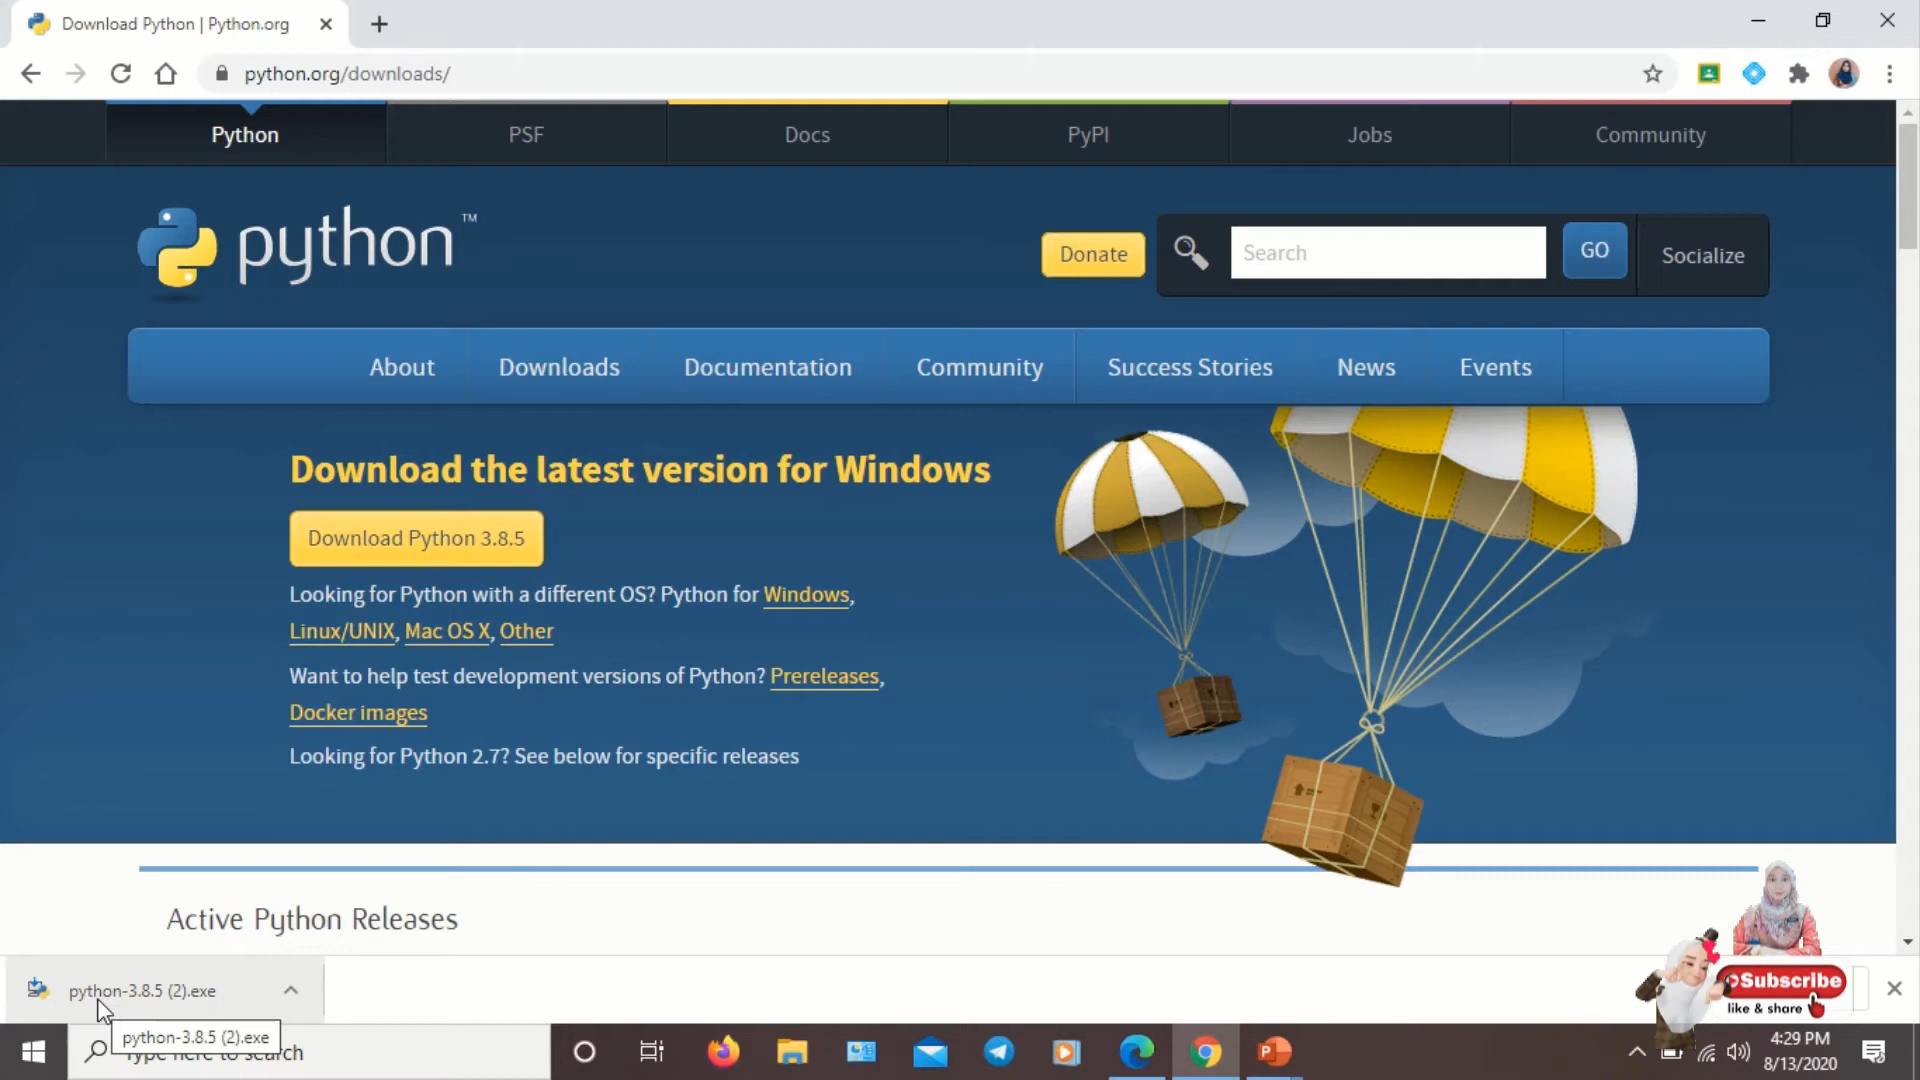 Download Python | Python.org
python.org/downloads/
Python
PSF
Docs
PyPI
Jobs
Community
python™
Donate
Search
GO
Socialize
About
Downloads
Documentation
Community
Success Stories
News
Events
Download the latest version for Windows
Download Python 3.8.5
Looking for Python with a different OS? Python for Windows,
Linux/UNIX, Mac OS X, Other
Want to help test development versions of Python? Prereleases,
Docker images
Looking for Python 2.7? See below for specific releases
Active Python Releases
python-3.8.5 (2).exe
python-3.8.5 (2).exe
Subscribe
like & share
Type here to search
4:29 PM
8/13/2020